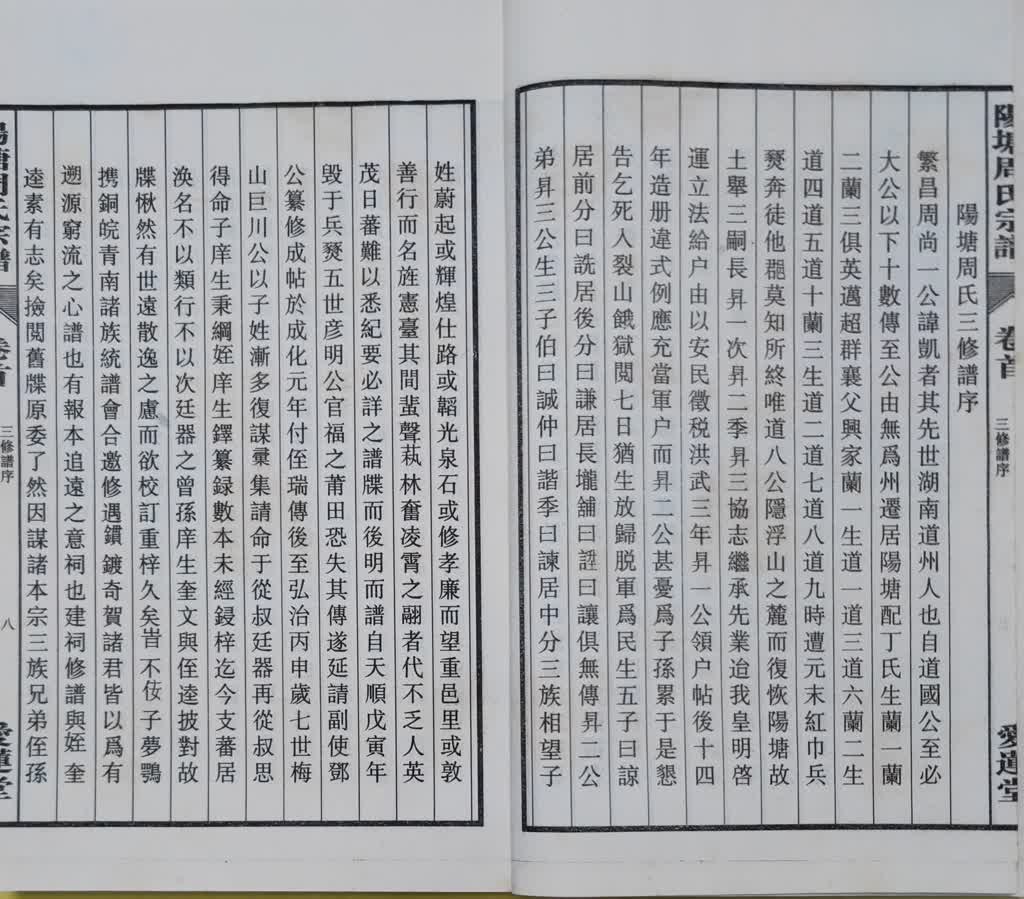 陽塘周氏宗譜
卷首
三修譜序
愛蓮堂
陽塘周氏三修譜序
繁昌周尚一公諱凱者其先世湖南道州人也自道國公至必
大公以下十數傳至公由無爲州遷居陽塘配丁氏生蘭一蘭
二蘭三俱英邁超群襄父興家蘭一生道一道三道六蘭二生
道四道五道十蘭三生道二道七道八道九時遭元末紅巾兵
燹奔徒他郡莫知所終唯道八公隱浮山之麓而復恢陽塘故
土舉三嗣長昇一次昇二季昇三協志繼承先業迨我皇明啓
運立法給户由以安民徵税洪武三年昇一公領户帖後十四
年造册違式例應充當軍户而昇二公甚憂爲子孫累于是懇
告乞死入裂山餓獄閲七日猶生放歸脱軍爲民生五子曰諒
居前分曰詵居後分曰謙居長壠舖曰誙曰讓俱無傳昇二公
弟昇三公生三子伯曰誠仲曰諧季曰諫居中分三族相望子
姓蔚起或輝煌仕路或韜光泉石或修孝廉而望重邑里或敦
善行而名旌憲臺其間蜚聲蓺林奮凌霄之翮者代不乏人英
茂日蕃難以悉紀要必詳之譜牒而後明而譜自天順戊寅年
毀于兵燹五世彦明公官福之莆田恐失其傳遂延請副使鄧
公纂修成帖於成化元年付侄瑞傳後至弘治丙申歲七世梅
山巨川公以子姓漸多復謀彙集請命于從叔廷器再從叔思
得命子庠生秉綱姪庠生鐸纂録數本未經鋟梓迄今支蕃居
涣名不以類行不以次廷器之曾孫庠生奎文與侄逵披對故
牒愀然有世遠散逸之慮而欲校訂重梓久矣旹不佞子夢鶚
携銅皖青南諸族統譜會合邀修遇鑌鍍奇賀諸君皆以爲有
遡源窮流之心譜也有報本追遠之意祠也建祠修譜與姪奎
逵素有志矣撿閲舊牒原委了然因謀諸本宗三族兄弟侄孫
陽塘周氏宗譜
卷首
三修譜序
八
愛蓮堂